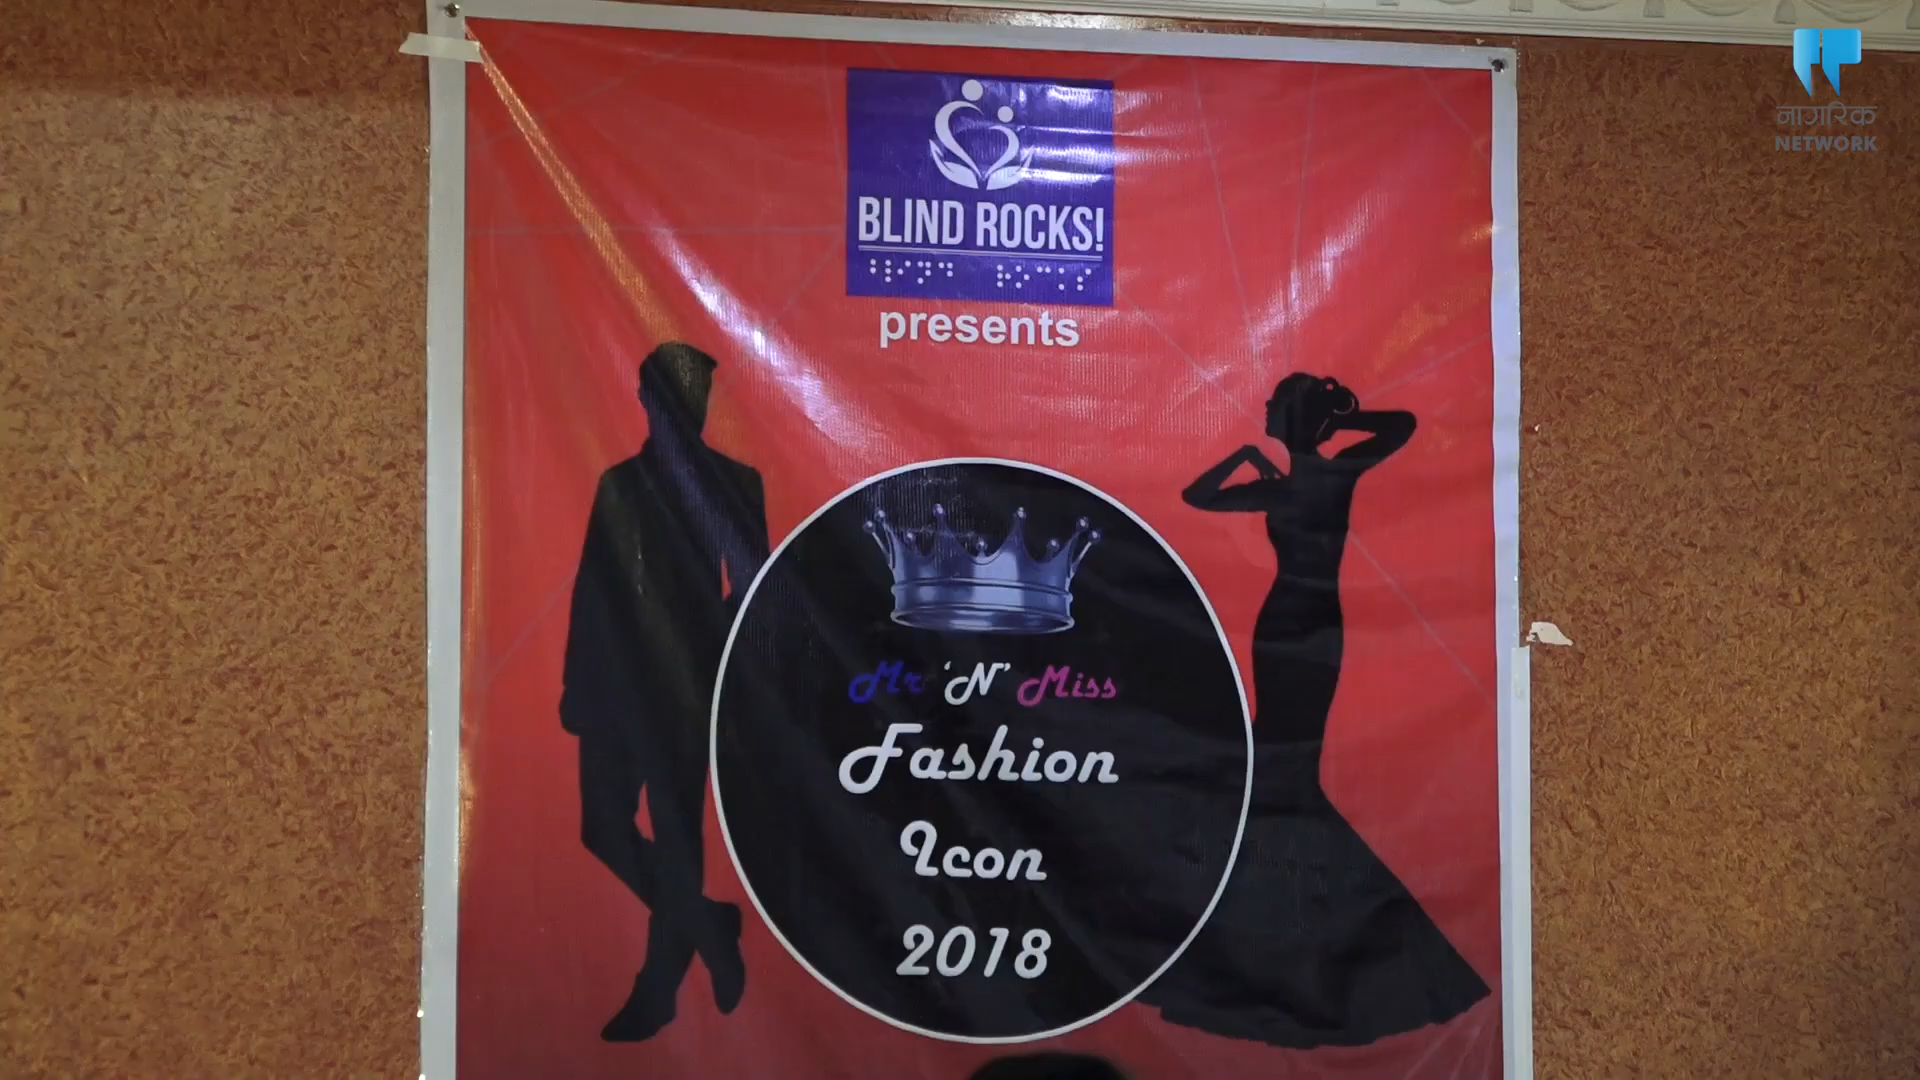 BLIND ROCKS!
⠃⠇⠊⠝⠙ ⠗⠕⠉⠅⠎
presents
Mr 'N' Miss
Fashion
Icon
2018
नागरिक
NETWORK